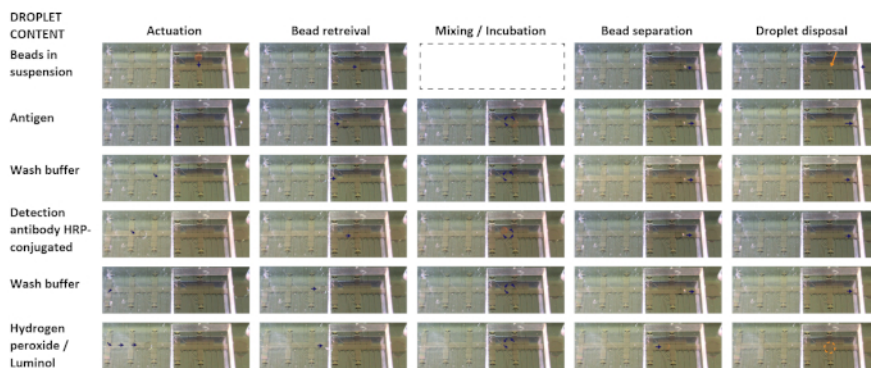 DROPLET
CONTENT
Actuation
Bead retreival
Mixing / Incubation
Bead separation
Droplet disposal
Beads in
suspension
Antigen
Wash buffer
Detection
antibody HRP-
conjugated
Wash buffer
Hydrogen
peroxide /
Luminol